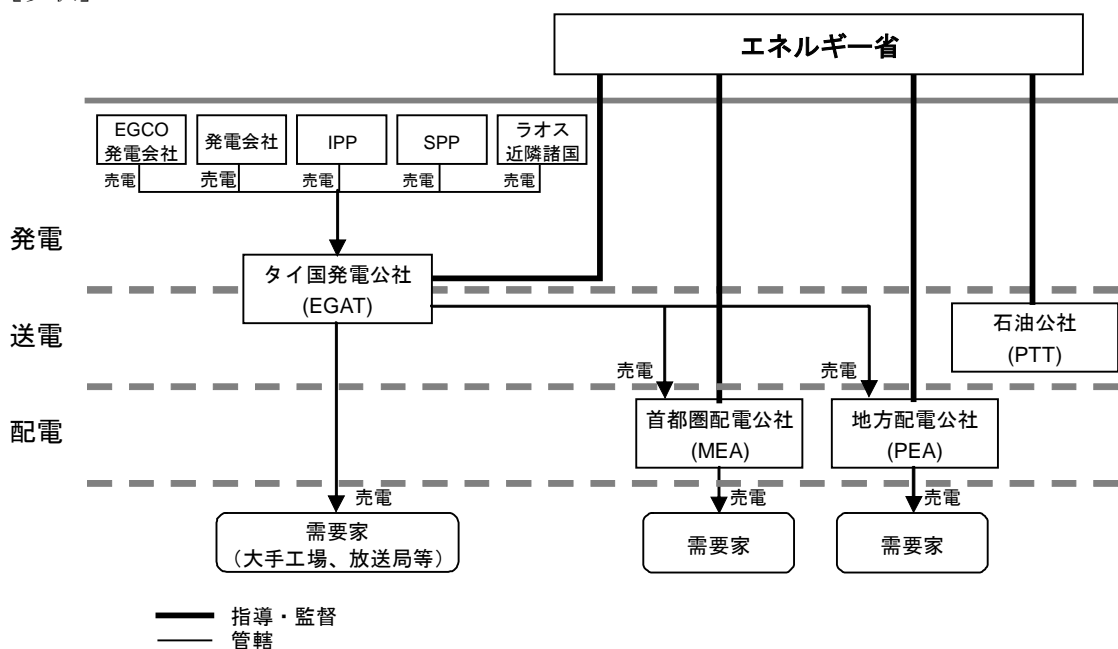 エネルギー省
EGCO
発電会社
発電会社
IPP
SPP
ラオス
近隣諸国
売電
売電
売電
売電
売電
発電
タイ国発電公社
(EGAT)
送電
石油公社
(PTT)
売電
売電
配電
首都圏配電公社
(MEA)
地方配電公社
(PEA)
売電
売電
売電
需要家
(大手工場、放送局等)
需要家
需要家
指導・監督
管轄